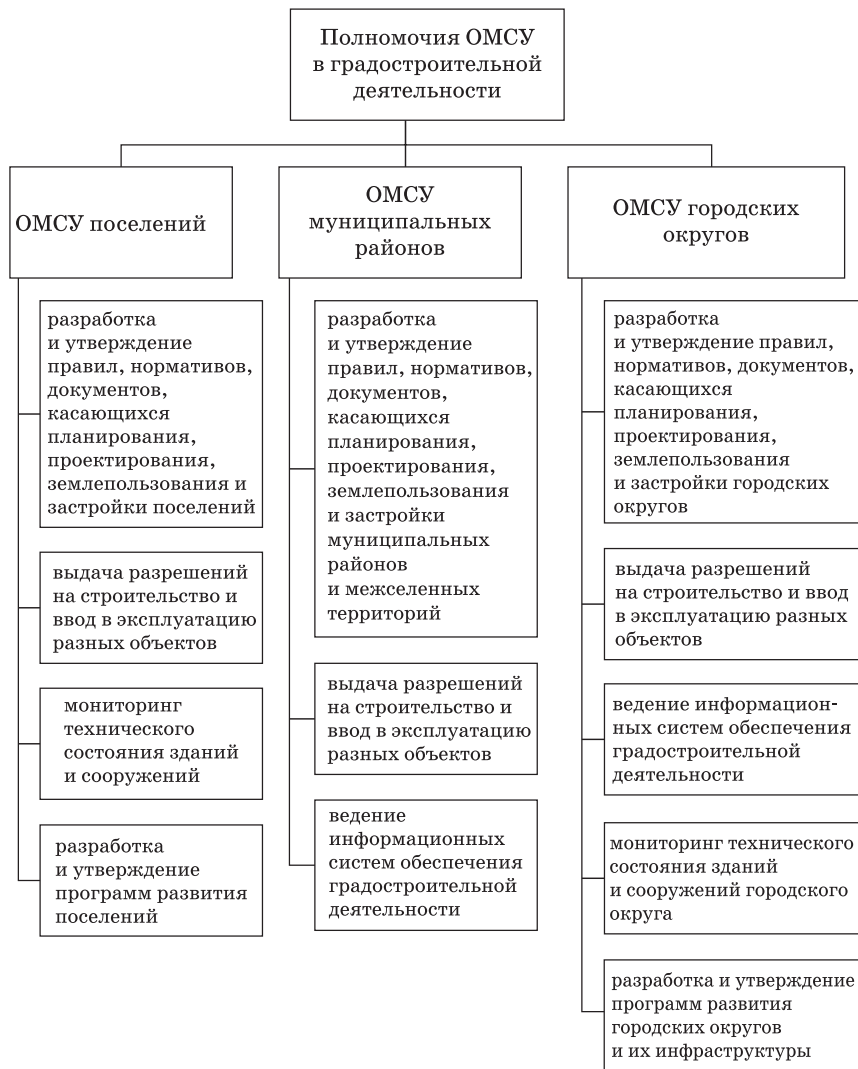 Полномочия ОМСУ
в градостроительной
деятельности
ОМСУ поселений
разработка
и утверждение
правил, нормативов,
документов,
касающихся
планирования,
проектирования,
землепользования и
застройки поселений
выдача разрешений
на строительство и
ввод в эксплуатацию
разных объектов
мониторинг
технического
состояния зданий
и сооружений
разработка
и утверждение
программ развития
поселений
ОМСУ
муниципальных
районов
разработка
и утверждение
правил, нормативов,
документов,
касающихся
планирования,
проектирования,
землепользования
и застройки
муниципальных
районов
и межселенных
территорий
выдача разрешений
на строительство и
ввод в эксплуатацию
разных объектов
ведение
информационных
систем обеспечения
градостроительной
деятельности
ОМСУ городских
округов
разработка
и утверждение правил,
нормативов, документов,
касающихся
планирования,
проектирования,
землепользования
и застройки городских
округов
выдача разрешений
на строительство и ввод
в эксплуатацию разных
объектов
ведение информацион-
ных систем обеспечения
градостроительной
деятельности
мониторинг технического
состояния зданий
и сооружений городского
округа
разработка и утверждение
программ развития
городских округов
и их инфраструктуры